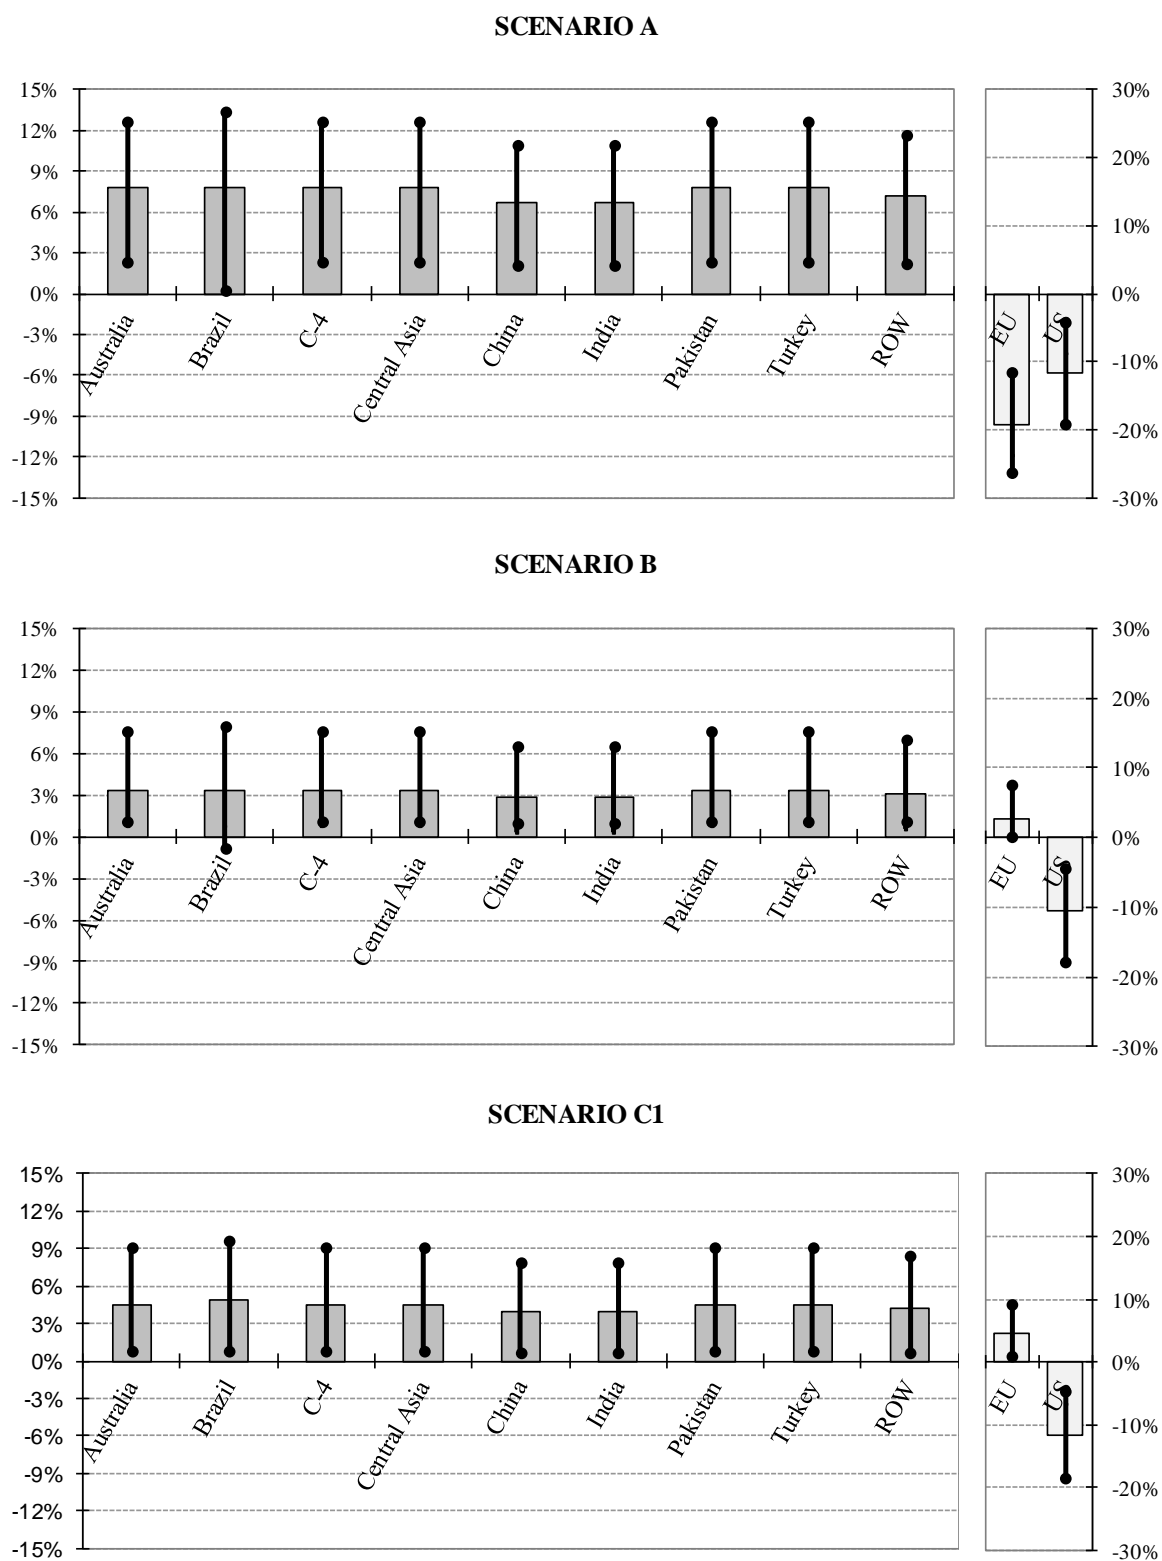 SCENARIO A
15%
12%
9%
6%
3%
0%
-3%
-6%
-9%
-12%
-15%
Australia
Brazil
C-4
Central Asia
China
India
Pakistan
Turkey
ROW
EU
US
30%
20%
10%
0%
-10%
-20%
-30%
SCENARIO B
15%
12%
9%
6%
3%
0%
-3%
-6%
-9%
-12%
-15%
Australia
Brazil
C-4
Central Asia
China
India
Pakistan
Turkey
ROW
EU
US
30%
20%
10%
0%
-10%
-20%
-30%
SCENARIO C1
15%
12%
9%
6%
3%
0%
-3%
-6%
-9%
-12%
-15%
Australia
Brazil
C-4
Central Asia
China
India
Pakistan
Turkey
ROW
EU
US
30%
20%
10%
0%
-10%
-20%
-30%